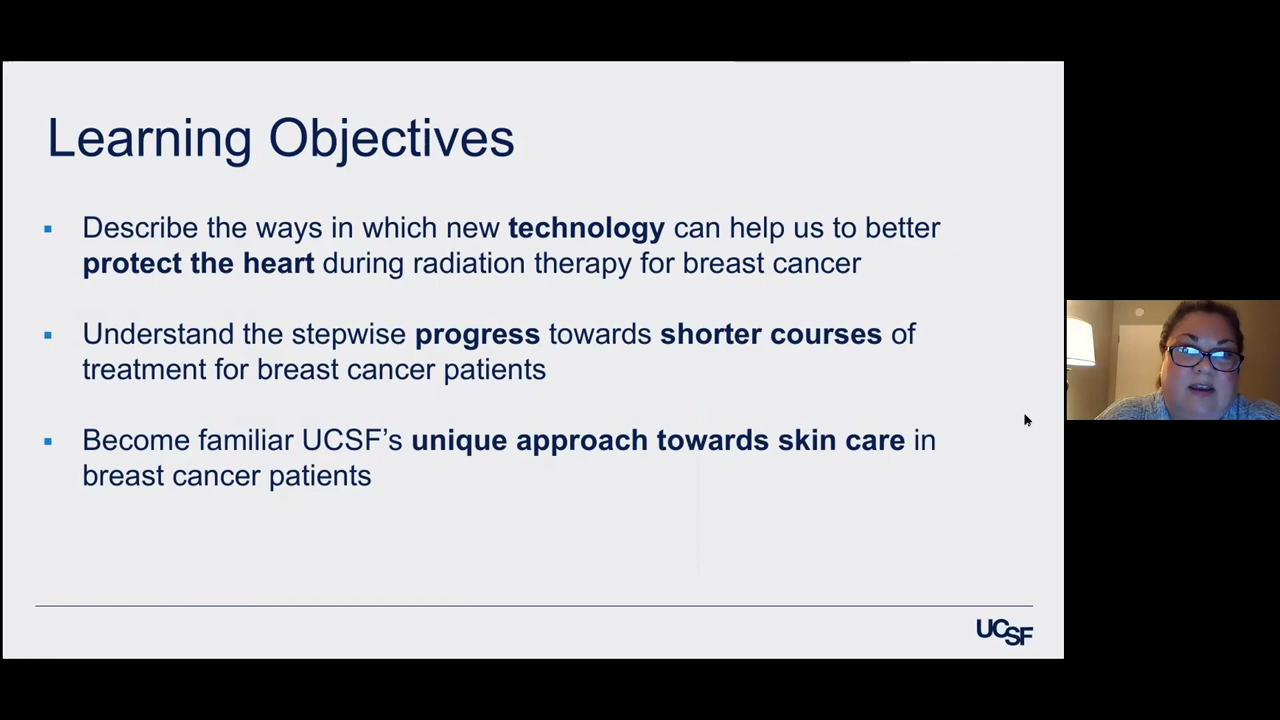 Learning Objectives
▪ Describe the ways in which new technology can help us to better
protect the heart during radiation therapy for breast cancer
▪ Understand the stepwise progress towards shorter courses of
treatment for breast cancer patients
▪ Become familiar UCSF’s unique approach towards skin care in
breast cancer patients
UCSF